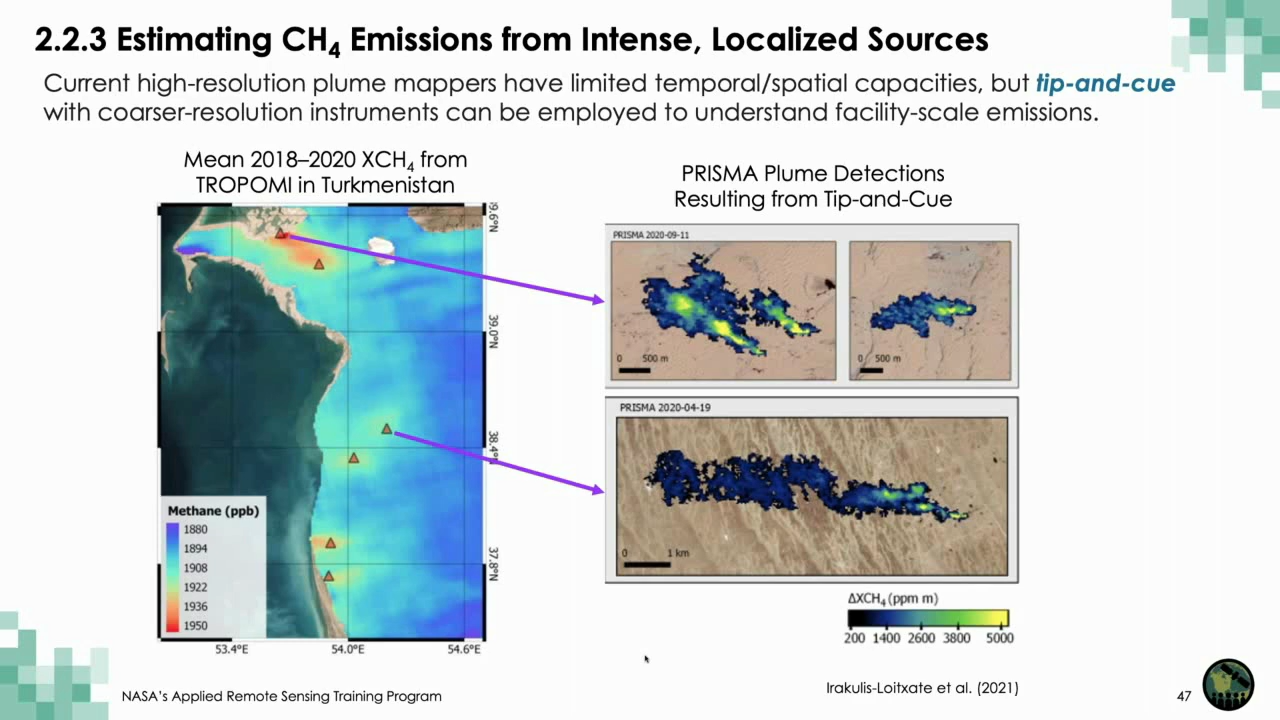 2.2.3 Estimating CH₄ Emissions from Intense, Localized Sources
Current high-resolution plume mappers have limited temporal/spatial capacities, but tip-and-cue
with coarser-resolution instruments can be employed to understand facility-scale emissions.
Mean 2018–2020 XCH₄ from
TROPOMI in Turkmenistan
9.6°N
39.0°N
38.4°N
37.8°N
Methane (ppb)
1880
1894
1908
1922
1936
1950
53.4°E
54.0°E
54.6°E
PRISMA Plume Detections
Resulting from Tip-and-Cue
PRISMA 2020-09-11
0 500 m
0 500 m
PRISMA 2020-04-19
0 1 km
ΔXCH₄ (ppm m)
200 1400 2600 3800 5000
Irakulis-Loitxate et al. (2021)
NASA's Applied Remote Sensing Training Program
47